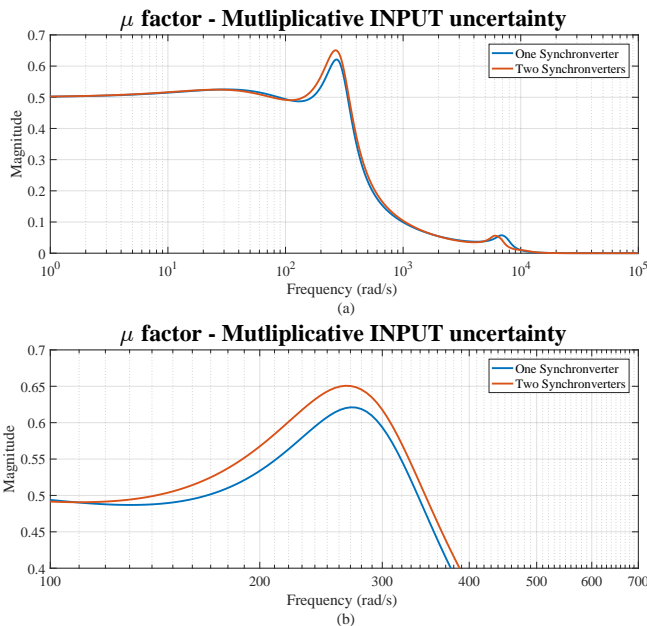 μ factor - Mutliplicative INPUT uncertainty
0.7
0.6
0.5
0.4
0.3
0.2
0.1
0
Magnitude
One Synchronverter
Two Synchronverters
10^0
10^1
10^2
10^3
10^4
10^5
Frequency (rad/s)
(a)
μ factor - Mutliplicative INPUT uncertainty
0.7
0.65
0.6
0.55
0.5
0.45
0.4
Magnitude
One Synchronverter
Two Synchronverters
100
200
300
400
500
600
700
Frequency (rad/s)
(b)